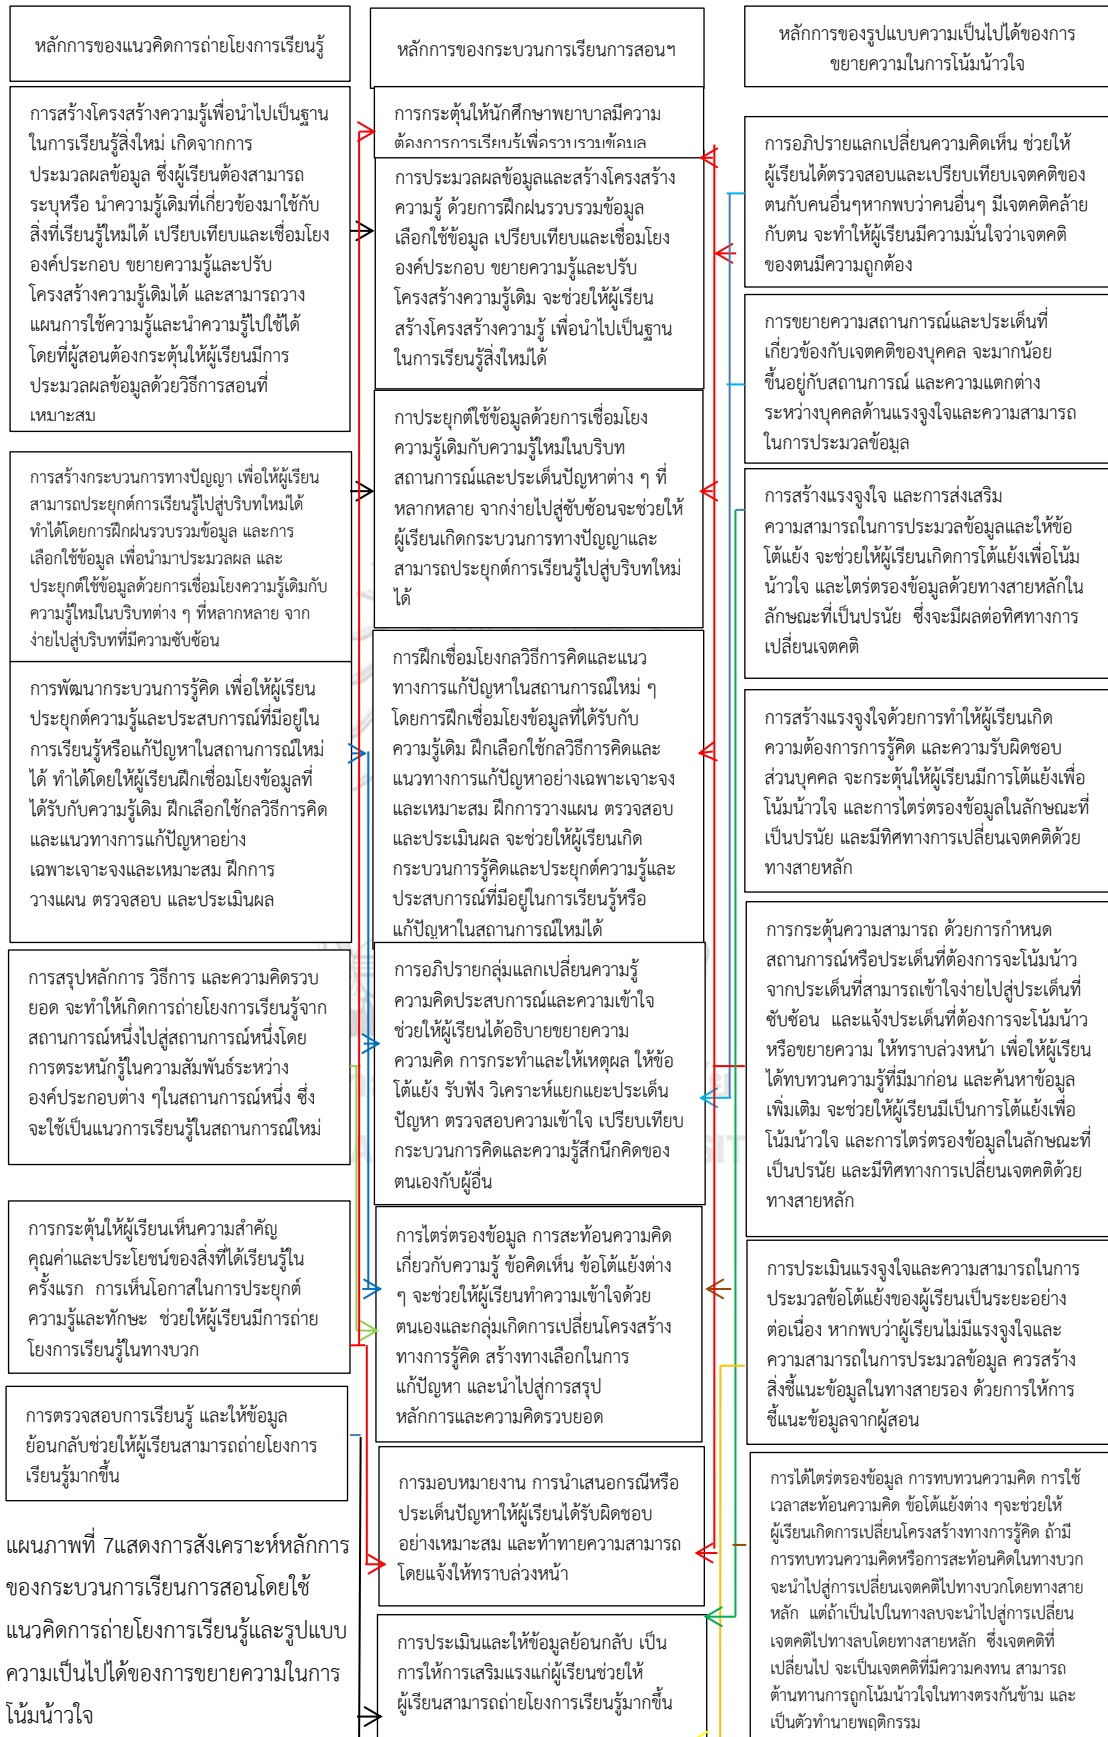 หลักการของแนวคิดการถ่ายโยงการเรียนรู้
การสร้างโครงสร้างความรู้เพื่อนำไปเป็นฐาน
ในการเรียนรู้สิ่งใหม่ เกิดจากการ
ประมวลผลข้อมูล ซึ่งผู้เรียนต้องสามารถ
ระบุหรือ นำความรู้เดิมที่เกี่ยวข้องมาใช้กับ
สิ่งที่เรียนรู้ใหม่ได้ เปรียบเทียบและเชื่อมโยง
องค์ประกอบ ขยายความรู้และปรับ
โครงสร้างความรู้เดิมได้ และสามารถวาง
แผนการใช้ความรู้และนำความรู้ไปใช้ได้
โดยที่ผู้สอนต้องกระตุ้นให้ผู้เรียนมีการ
ประมวลผลข้อมูลด้วยวิธีการสอนที่
เหมาะสม
การสร้างกระบวนการทางปัญญา เพื่อให้ผู้เรียน
สามารถประยุกต์การเรียนรู้ไปสู่บริบทใหม่ได้
ทำได้โดยการฝึกฝนรวบรวมข้อมูล และการ
เลือกใช้ข้อมูล เพื่อนำมาประมวลผล และ
ประยุกต์ใช้ข้อมูลด้วยการเชื่อมโยงความรู้เดิมกับ
ความรู้ใหม่ในบริบทต่าง ๆ ที่หลากหลาย จาก
ง่ายไปสู่บริบทที่มีความซับซ้อน
การพัฒนากระบวนการรู้คิด เพื่อให้ผู้เรียน
ประยุกต์ความรู้และประสบการณ์ที่มีอยู่ใน
การเรียนรู้หรือแก้ปัญหาในสถานการณ์ใหม่
ได้ ทำได้โดยให้ผู้เรียนฝึกเชื่อมโยงข้อมูลที่
ได้รับกับความรู้เดิม ฝึกเลือกใช้กลวิธีการคิด
และแนวทางการแก้ปัญหาอย่าง
เฉพาะเจาะจงและเหมาะสม ฝึกการ
วางแผน ตรวจสอบ และประเมินผล
การสรุปหลักการ วิธีการ และความคิดรวบ
ยอด จะทำให้เกิดการถ่ายโยงการเรียนรู้จาก
สถานการณ์หนึ่งไปสู่สถานการณ์หนึ่งโดย
การตระหนักรู้ในความสัมพันธ์ระหว่าง
องค์ประกอบต่าง ๆในสถานการณ์หนึ่ง ซึ่ง
จะใช้เป็นแนวการเรียนรู้ในสถานการณ์ใหม่
การกระตุ้นให้ผู้เรียนเห็นความสำคัญ
คุณค่าและประโยชน์ของสิ่งที่ได้เรียนรู้ใน
ครั้งแรก การเห็นโอกาสในการประยุกต์
ความรู้และทักษะ ช่วยให้ผู้เรียนมีการถ่าย
โยงการเรียนรู้ในทางบวก
การตรวจสอบการเรียนรู้ และให้ข้อมูล
ย้อนกลับช่วยให้ผู้เรียนสามารถถ่ายโยงการ
เรียนรู้มากขึ้น
แผนภาพที่ 7แสดงการสังเคราะห์หลักการ
ของกระบวนการเรียนการสอนโดยใช้
แนวคิดการถ่ายโยงการเรียนรู้และรูปแบบ
ความเป็นไปได้ของการขยายความในการ
โน้มน้าวใจ
หลักการของกระบวนการเรียนการสอนฯ
การกระตุ้นให้นักศึกษาพยาบาลมีความ
ต้องการการเรียนรู้เพื่อรวบรวมข้อมูล
การประมวลผลข้อมูลและสร้างโครงสร้าง
ความรู้ ด้วยการฝึกฝนรวบรวมข้อมูล
เลือกใช้ข้อมูล เปรียบเทียบและเชื่อมโยง
องค์ประกอบ ขยายความรู้และปรับ
โครงสร้างความรู้เดิม จะช่วยให้ผู้เรียน
สร้างโครงสร้างความรู้ เพื่อนำไปเป็นฐาน
ในการเรียนรู้สิ่งใหม่ได้
กาประยุกต์ใช้ข้อมูลด้วยการเชื่อมโยง
ความรู้เดิมกับความรู้ใหม่ในบริบท
สถานการณ์และประเด็นปัญหาต่าง ๆ ที่
หลากหลาย จากง่ายไปสู่ซับซ้อนจะช่วยให้
ผู้เรียนเกิดกระบวนการทางปัญญาและ
สามารถประยุกต์การเรียนรู้ไปสู่บริบทใหม่
ได้
การฝึกเชื่อมโยงกลวิธีการคิดและแนว
ทางการแก้ปัญหาในสถานการณ์ใหม่ ๆ
โดยการฝึกเชื่อมโยงข้อมูลที่ได้รับกับ
ความรู้เดิม ฝึกเลือกใช้กลวิธีการคิดและ
แนวทางการแก้ปัญหาอย่างเฉพาะเจาะจง
และเหมาะสม ฝึกการวางแผน ตรวจสอบ
และประเมินผล จะช่วยให้ผู้เรียนเกิด
กระบวนการรู้คิดและประยุกต์ความรู้และ
ประสบการณ์ที่มีอยู่ในการเรียนรู้หรือ
แก้ปัญหาในสถานการณ์ใหม่ได้
การอภิปรายกลุ่มแลกเปลี่ยนความรู้
ความคิดประสบการณ์และความเข้าใจ
ช่วยให้ผู้เรียนได้อธิบายขยายความ
ความคิด การกระทำและให้เหตุผล ให้ข้อ
โต้แย้ง รับฟัง วิเคราะห์แยกแยะประเด็น
ปัญหา ตรวจสอบความเข้าใจ เปรียบเทียบ
กระบวนการคิดและความรู้สึกนึกคิดของ
ตนเองกับผู้อื่น
การไตร่ตรองข้อมูล การสะท้อนความคิด
เกี่ยวกับความรู้ ข้อคิดเห็น ข้อโต้แย้งต่าง
ๆ จะช่วยให้ผู้เรียนทำความเข้าใจด้วย
ตนเองและกลุ่มเกิดการเปลี่ยนโครงสร้าง
ทางการรู้คิด สร้างทางเลือกในการ
แก้ปัญหา และนำไปสู่การสรุป
หลักการและความคิดรวบยอด
การมอบหมายงาน การนำเสนอกรณีหรือ
ประเด็นปัญหาให้ผู้เรียนได้รับผิดชอบ
อย่างเหมาะสม และท้าทายความสามารถ
โดยแจ้งให้ทราบล่วงหน้า
การประเมินและให้ข้อมูลย้อนกลับ เป็น
การให้การเสริมแรงแก่ผู้เรียนช่วยให้
ผู้เรียนสามารถถ่ายโยงการเรียนรู้มากขึ้น
หลักการของรูปแบบความเป็นไปได้ของการ
ขยายความในการโน้มน้าวใจ
การอภิปรายแลกเปลี่ยนความคิดเห็น ช่วยให้
ผู้เรียนได้ตรวจสอบและเปรียบเทียบเจตคติของ
ตนกับคนอื่นๆหากพบว่าคนอื่นๆ มีเจตคติคล้าย
กับตน จะทำให้ผู้เรียนมีความมั่นใจว่าเจตคติ
ของตนมีความถูกต้อง
การขยายความสถานการณ์และประเด็นที่
เกี่ยวข้องกับเจตคติของบุคคล จะมากน้อย
ขึ้นอยู่กับสถานการณ์ และความแตกต่าง
ระหว่างบุคคลด้านแรงจูงใจและความสามารถ
ในการประมวลข้อมูล
การสร้างแรงจูงใจ และการส่งเสริม
ความสามารถในการประมวลข้อมูลและให้ข้อ
โต้แย้ง จะช่วยให้ผู้เรียนเกิดการโต้แย้งเพื่อโน้ม
น้าวใจ และไตร่ตรองข้อมูลด้วยทางสายหลักใน
ลักษณะที่เป็นปรนัย ซึ่งจะมีผลต่อทิศทางการ
เปลี่ยนเจตคติ
การสร้างแรงจูงใจด้วยการทำให้ผู้เรียนเกิด
ความต้องการการรู้คิด และความรับผิดชอบ
ส่วนบุคคล จะกระตุ้นให้ผู้เรียนมีการโต้แย้งเพื่อ
โน้มน้าวใจ และการไตร่ตรองข้อมูลในลักษณะที่
เป็นปรนัย และมีทิศทางการเปลี่ยนเจตคติด้วย
ทางสายหลัก
การกระตุ้นความสามารถ ด้วยการกำหนด
สถานการณ์หรือประเด็นที่ต้องการจะโน้มน้าว
จากประเด็นที่สามารถเข้าใจง่ายไปสู่ประเด็นที่
ซับซ้อน และแจ้งประเด็นที่ต้องการจะโน้มน้าว
หรือขยายความ ให้ทราบล่วงหน้า เพื่อให้ผู้เรียน
ได้ทบทวนความรู้ที่มีมาก่อน และค้นหาข้อมูล
เพิ่มเติม จะช่วยให้ผู้เรียนมีเป็นการโต้แย้งเพื่อ
โน้มน้าวใจ และการไตร่ตรองข้อมูลในลักษณะที่
เป็นปรนัย และมีทิศทางการเปลี่ยนเจตคติด้วย
ทางสายหลัก
การประเมินแรงจูงใจและความสามารถในการ
ประมวลข้อโต้แย้งของผู้เรียนเป็นระยะอย่าง
ต่อเนื่อง หากพบว่าผู้เรียนไม่มีแรงจูงใจและ
ความสามารถในการประมวลข้อมูล ควรสร้าง
สิ่งชี้แนะข้อมูลในทางสายรอง ด้วยการให้การ
ชี้แนะข้อมูลจากผู้สอน
การได้ไตร่ตรองข้อมูล การทบทวนความคิด การใช้
เวลาสะท้อนความคิด ข้อโต้แย้งต่าง ๆจะช่วยให้
ผู้เรียนเกิดการเปลี่ยนโครงสร้างทางการรู้คิด ถ้ามี
การทบทวนความคิดหรือการสะท้อนคิดในทางบวก
จะนำไปสู่การเปลี่ยนเจตคติไปทางบวกโดยทางสาย
หลัก แต่ถ้าเป็นไปในทางลบจะนำไปสู่การเปลี่ยน
เจตคติไปทางลบโดยทางสายหลัก ซึ่งเจตคติที่
เปลี่ยนไป จะเป็นเจตคติที่มีความคงทน สามารถ
ต้านทานการถูกโน้มน้าวใจในทางตรงกันข้าม และ
เป็นตัวทำนายพฤติกรรม